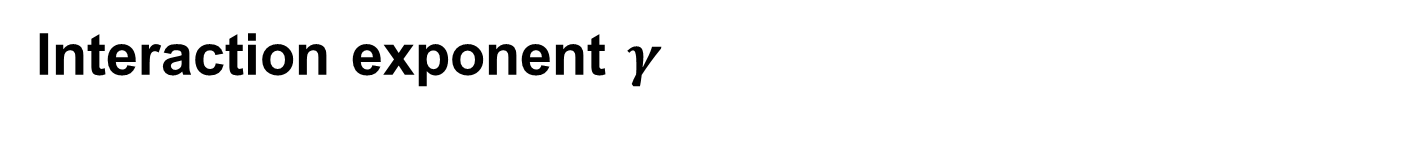 Interaction exponent γ